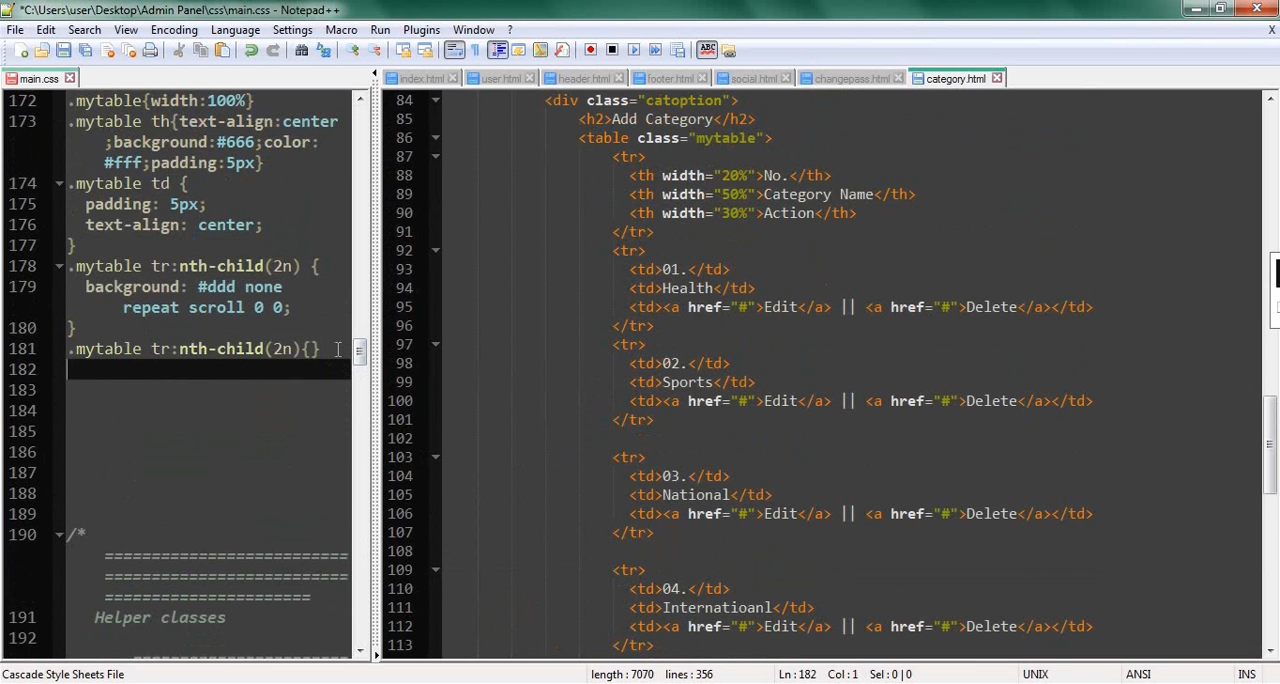 *C:\Users\user\Desktop\Admin Panel\css\main.css - Notepad++
File Edit Search View Encoding Language Settings Macro Run Plugins Window ? X
ABC
main.css
index.html user.html header.html footer.html social.html changepass.html category.html
172 .mytable{width:100%}
173 .mytable th{text-align:center
;background:#666;color:
#fff;padding:5px}
174 .mytable td {
175 padding: 5px;
176 text-align: center;
177 }
178 .mytable tr:nth-child(2n) {
179 background: #ddd none
repeat scroll 0 0;
180 }
181 .mytable tr:nth-child(2n){}
182
183
184
185
186
187
188
189
190 /*
==========================
==========================
======================
191 Helper classes
192 =======================
84 <div class="catoption">
85 <h2>Add Category</h2>
86 <table class="mytable">
87 <tr>
88 <th width="20%">No.</th>
89 <th width="50%">Category Name</th>
90 <th width="30%">Action</th>
91 </tr>
92 <tr>
93 <td>01.</td>
94 <td>Health</td>
95 <td><a href="#">Edit</a> || <a href="#">Delete</a></td>
96 </tr>
97 <tr>
98 <td>02.</td>
99 <td>Sports</td>
100 <td><a href="#">Edit</a> || <a href="#">Delete</a></td>
101 </tr>
102
103 <tr>
104 <td>03.</td>
105 <td>National</td>
106 <td><a href="#">Edit</a> || <a href="#">Delete</a></td>
107 </tr>
108
109 <tr>
110 <td>04.</td>
111 <td>Internatioanl</td>
112 <td><a href="#">Edit</a> || <a href="#">Delete</a></td>
113 </tr>
Cascade Style Sheets File length : 7070 lines : 356 Ln : 182 Col : 1 Sel : 0 | 0 UNIX ANSI INS